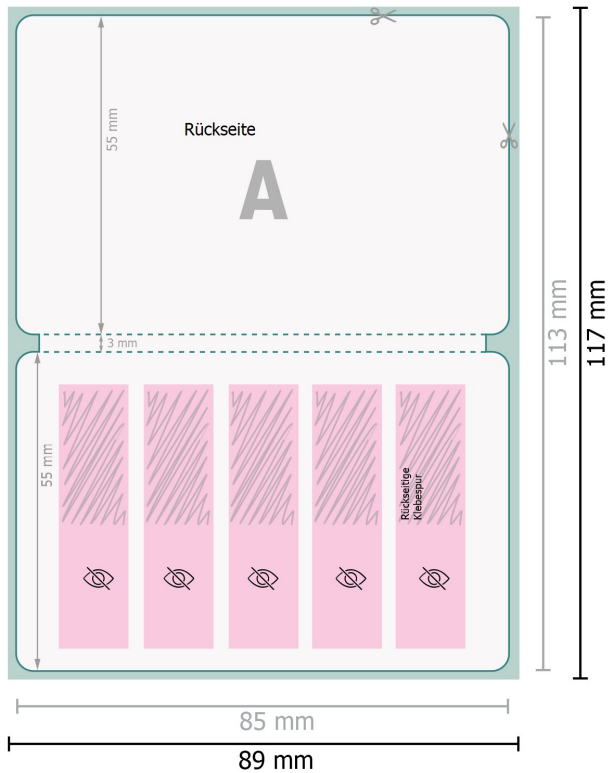 55 mm
Rückseite
A
3 mm
113 mm
117 mm
55 mm
Rückseitige
Klebespur
85 mm
89 mm